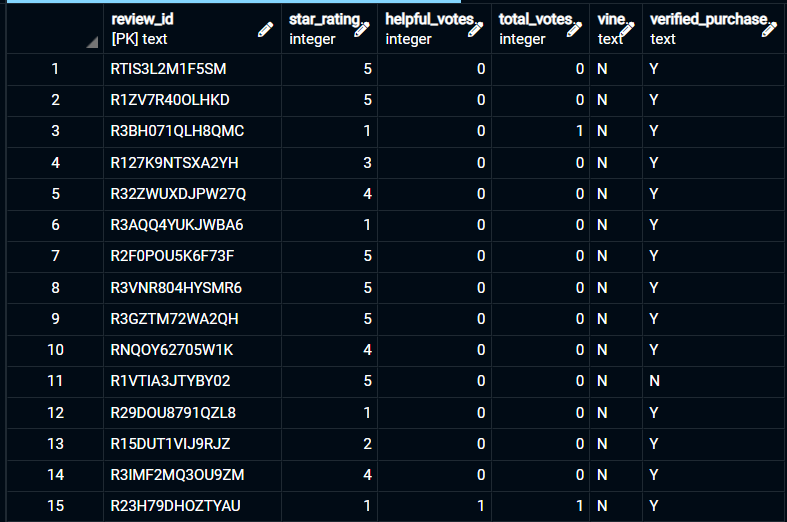 review_id star_rating helpful_votes total_votes vine verified_purchase
[PK] text integer integer integer text text
1 RTIS3L2M1F5SM 5 0 0 N Y
2 R1ZV7R40OLHKD 5 0 0 N Y
3 R3BH071QLH8QMC 1 0 1 N Y
4 R127K9NTSXA2YH 3 0 0 N Y
5 R32ZWUXDJPW27Q 4 0 0 N Y
6 R3AQQ4YUKJWBA6 1 0 0 N Y
7 R2F0POU5K6F73F 5 0 0 N Y
8 R3VNR804HYSMR6 5 0 0 N Y
9 R3GZTM72WA2QH 5 0 0 N Y
10 RNQOY62705W1K 4 0 0 N Y
11 R1VTIA3JTYBY02 5 0 0 N N
12 R29DOU8791QZL8 1 0 0 N Y
13 R15DUT1VIJ9RJZ 2 0 0 N Y
14 R3IMF2MQ3OU9ZM 4 0 0 N Y
15 R23H79DHOZTYAU 1 1 1 N Y